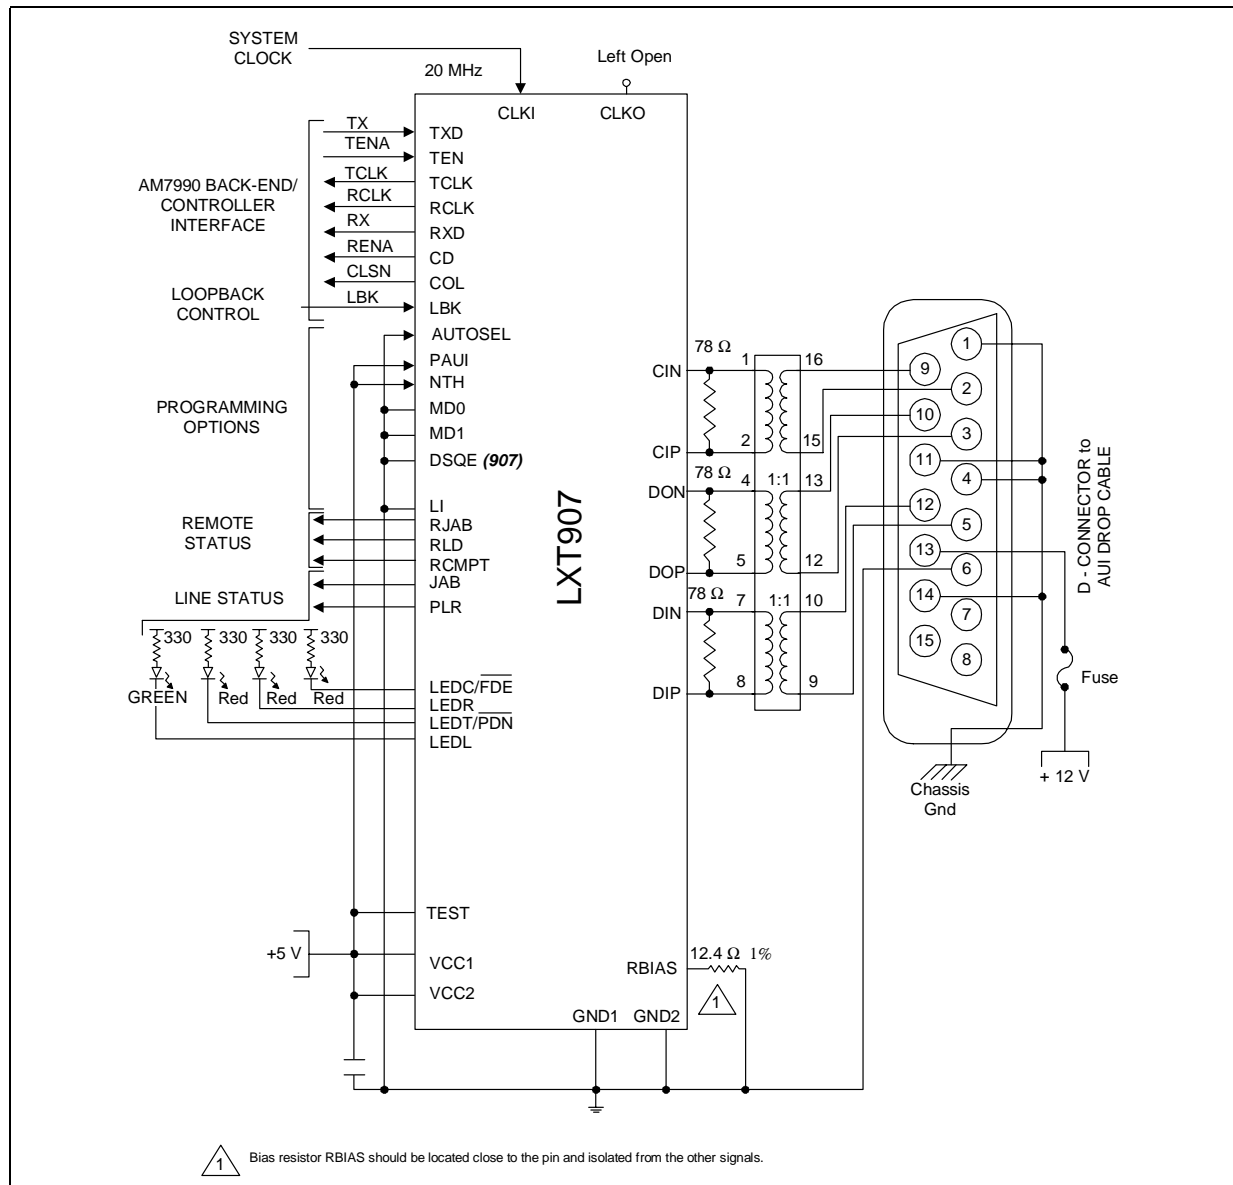 SYSTEM
CLOCK
20 MHz
Left Open
CLKI
CLKO
AM7990 BACK-END/
CONTROLLER
INTERFACE
TX
TENA
TCLK
RCLK
RX
RENA
CLSN
LBK
LOOPBACK
CONTROL
PROGRAMMING
OPTIONS
REMOTE
STATUS
LINE STATUS
TXD
TEN
TCLK
RCLK
RXD
CD
COL
LBK
AUTOSEL
PAUI
NTH
MD0
MD1
DSQE (907)
LI
RJAB
RLD
RCMPT
JAB
PLR
330
330
330
330
GREEN
Red
Red
Red
LEDC/FDE
LEDR
LEDT/PDN
LEDL
LXT907
TEST
+5 V
VCC1
VCC2
GND1
GND2
RBIAS
12.4 Ω 1%
1
CIN
CIP
DON
DOP
DIN
DIP
78 Ω
78 Ω
78 Ω
1
16
2
15
4
1:1
13
5
12
7
1:1
10
8
9
1
9
2
10
3
11
4
12
5
13
6
14
7
15
8
D - CONNECTOR to
AUI DROP CABLE
Fuse
+ 12 V
Chassis
Gnd
1 Bias resistor RBIAS should be located close to the pin and isolated from the other signals.